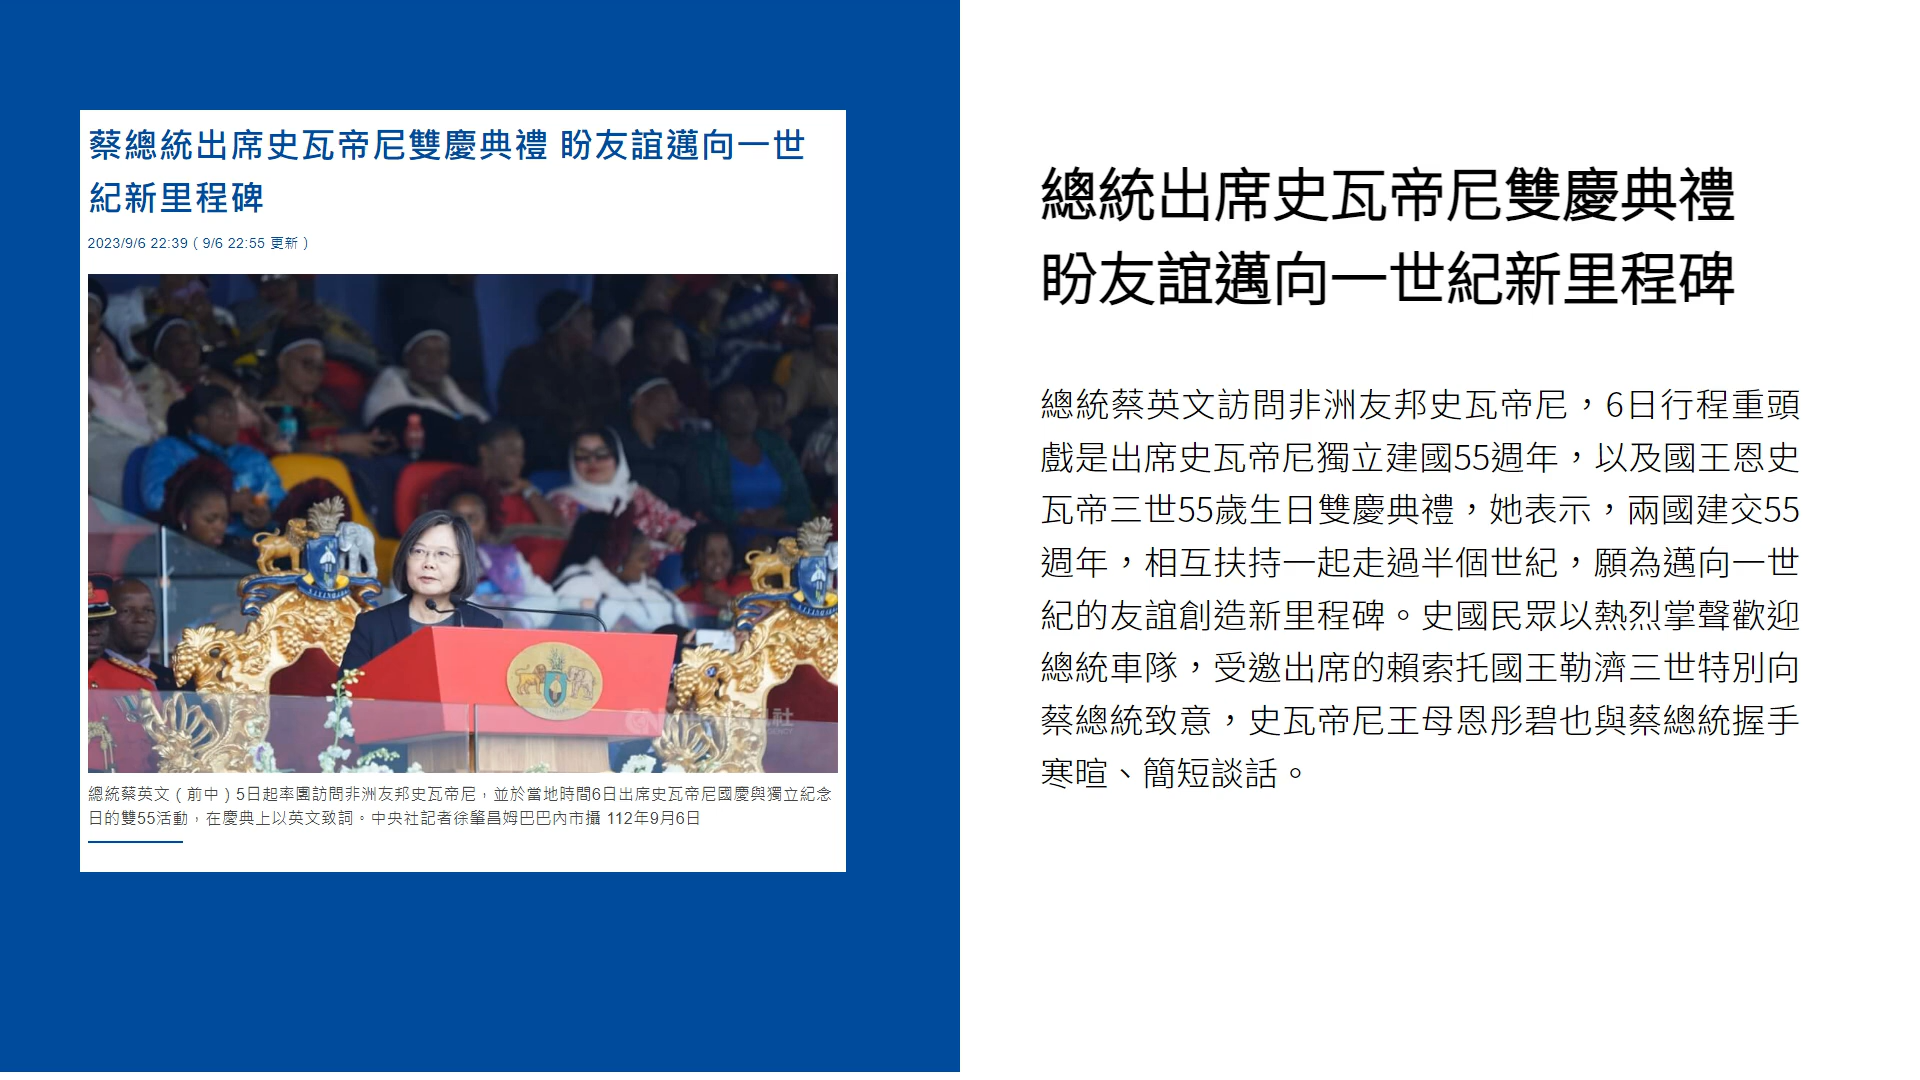 蔡總統出席史瓦帝尼雙慶典禮 盼友誼邁向一世
紀新里程碑
2023/9/6 22:39（9/6 22:55 更新）
總統蔡英文（前中）5日起率團訪問非洲友邦史瓦帝尼，並於當地時間6日出席史瓦帝尼國慶與獨立紀念
日的雙55活動，在慶典上以英文致詞。中央社記者徐肇昌姆巴巴內市攝 112年9月6日
總統出席史瓦帝尼雙慶典禮
盼友誼邁向一世紀新里程碑
總統蔡英文訪問非洲友邦史瓦帝尼，6日行程重頭
戲是出席史瓦帝尼獨立建國55週年，以及國王恩史
瓦帝三世55歲生日雙慶典禮，她表示，兩國建交55
週年，相互扶持一起走過半個世紀，願為邁向一世
紀的友誼創造新里程碑。史國民眾以熱烈掌聲歡迎
總統車隊，受邀出席的賴索托國王勒濟三世特別向
蔡總統致意，史瓦帝尼王母恩彤碧也與蔡總統握手
寒暄、簡短談話。